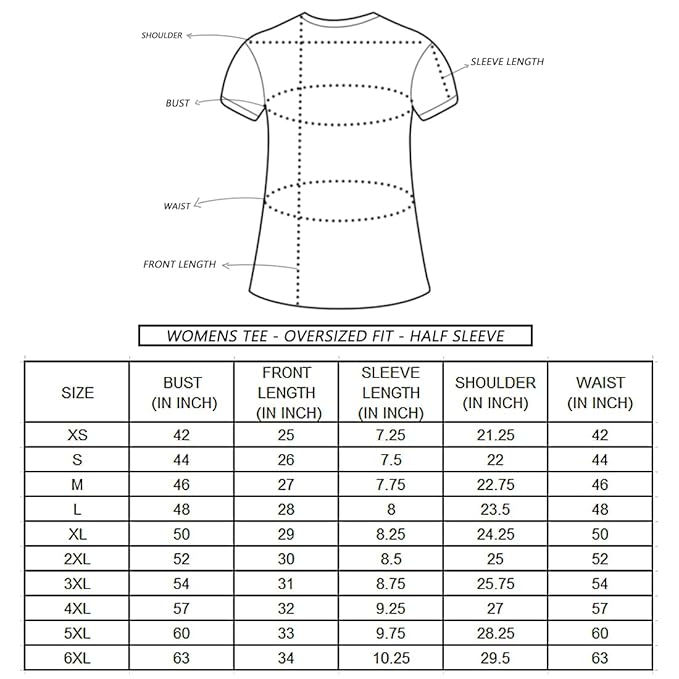 SHOULDER
SLEEVE LENGTH
BUST
WAIST
FRONT LENGTH
WOMENS TEE - OVERSIZED FIT - HALF SLEEVE
SIZE BUST (IN INCH) FRONT LENGTH (IN INCH) SLEEVE LENGTH (IN INCH) SHOULDER (IN INCH) WAIST (IN INCH)
XS 42 25 7.25 21.25 42
S 44 26 7.5 22 44
M 46 27 7.75 22.75 46
L 48 28 8 23.5 48
XL 50 29 8.25 24.25 50
2XL 52 30 8.5 25 52
3XL 54 31 8.75 25.75 54
4XL 57 32 9.25 27 57
5XL 60 33 9.75 28.25 60
6XL 63 34 10.25 29.5 63